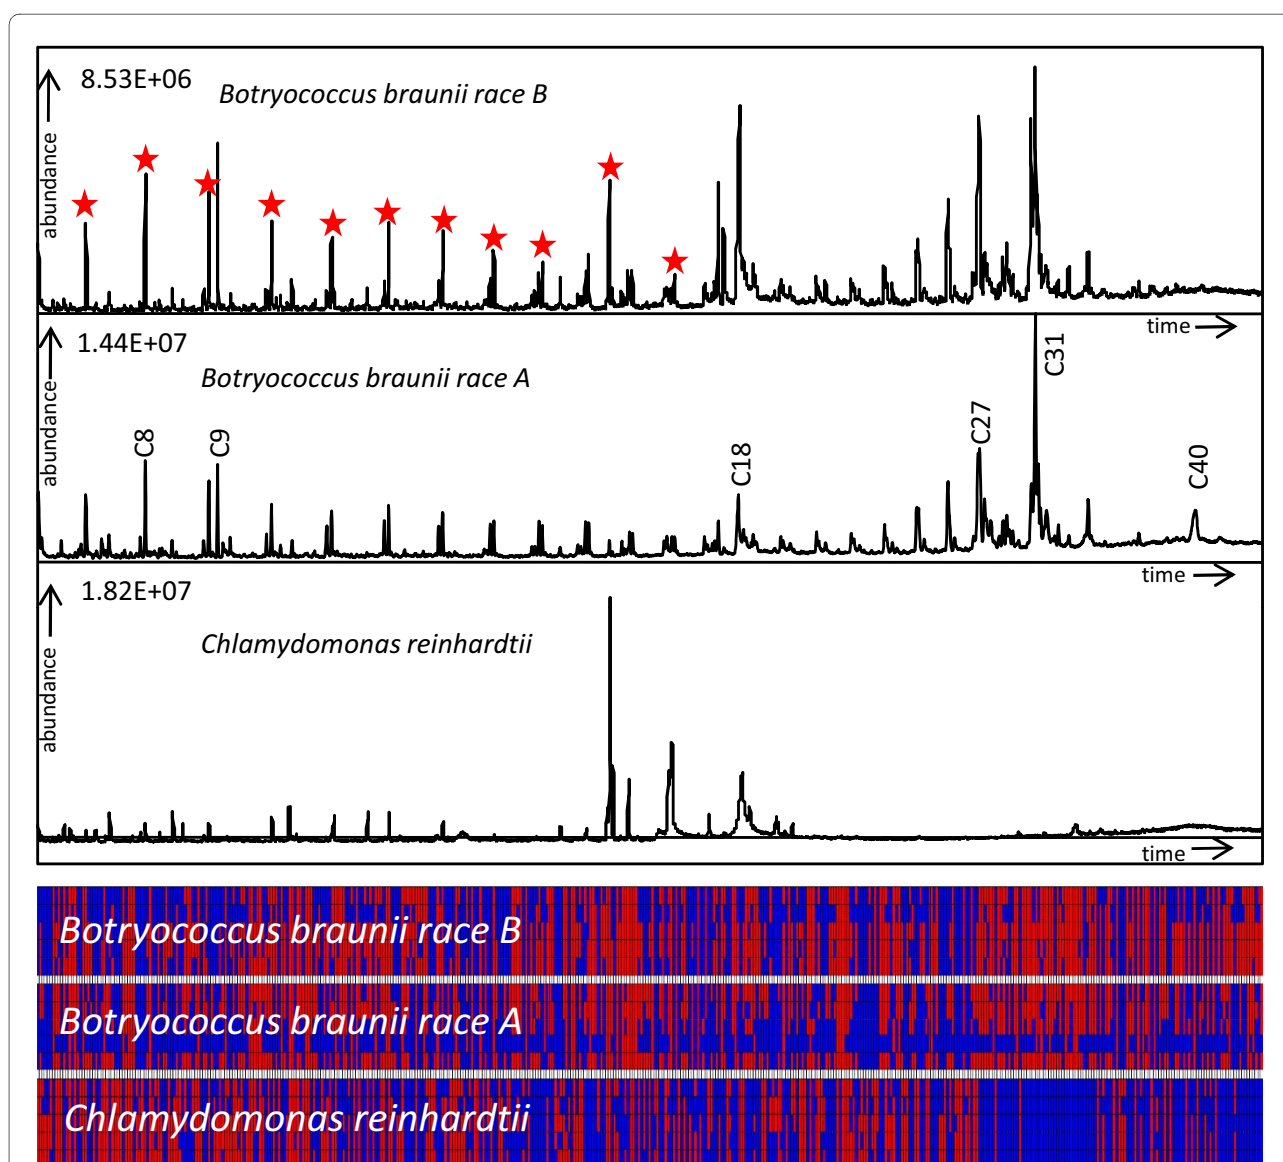 8.53E+06
Botryococcus braunii race B
abundance
time
1.44E+07
Botryococcus braunii race A
abundance
C8
C9
C18
C27
C31
C40
time
1.82E+07
Chlamydomonas reinhardtii
abundance
time
Botryococcus braunii race B
Botryococcus braunii race A
Chlamydomonas reinhardtii